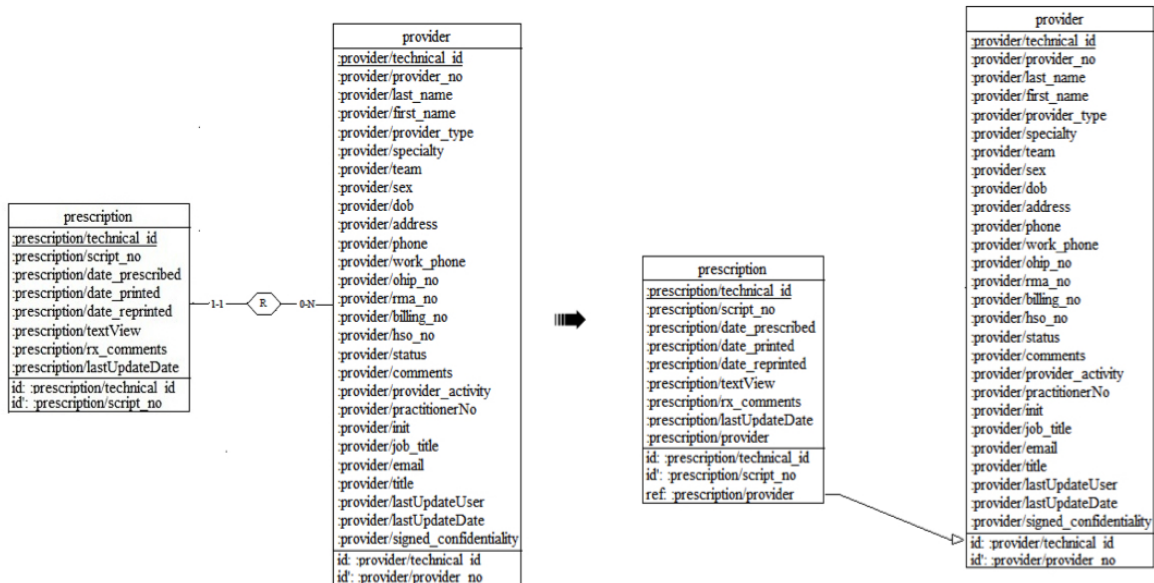 prescription
:prescription/technical_id
:prescription/script_no
:prescription/date_prescribed
:prescription/date_printed
:prescription/date_reprinted
:prescription/textView
:prescription/rx_comments
:prescription/lastUpdateDate
id: :prescription/technical_id
id': :prescription/script_no
1-1
R
0-N
provider
:provider/technical_id
:provider/provider_no
:provider/last_name
:provider/first_name
:provider/provider_type
:provider/specialty
:provider/team
:provider/sex
:provider/dob
:provider/address
:provider/phone
:provider/work_phone
:provider/ohip_no
:provider/rma_no
:provider/billing_no
:provider/hso_no
:provider/status
:provider/comments
:provider/provider_activity
:provider/practitionerNo
:provider/init
:provider/job_title
:provider/email
:provider/title
:provider/lastUpdateUser
:provider/lastUpdateDate
:provider/signed_confidentiality
id: :provider/technical_id
id': :provider/provider_no
prescription
:prescription/technical_id
:prescription/script_no
:prescription/date_prescribed
:prescription/date_printed
:prescription/date_reprinted
:prescription/textView
:prescription/rx_comments
:prescription/lastUpdateDate
:prescription/provider
id: :prescription/technical_id
id': :prescription/script_no
ref: :prescription/provider
provider
:provider/technical_id
:provider/provider_no
:provider/last_name
:provider/first_name
:provider/provider_type
:provider/specialty
:provider/team
:provider/sex
:provider/dob
:provider/address
:provider/phone
:provider/work_phone
:provider/ohip_no
:provider/rma_no
:provider/billing_no
:provider/hso_no
:provider/status
:provider/comments
:provider/provider_activity
:provider/practitionerNo
:provider/init
:provider/job_title
:provider/email
:provider/title
:provider/lastUpdateUser
:provider/lastUpdateDate
:provider/signed_confidentiality
id: :provider/technical_id
id': :provider/provider_no